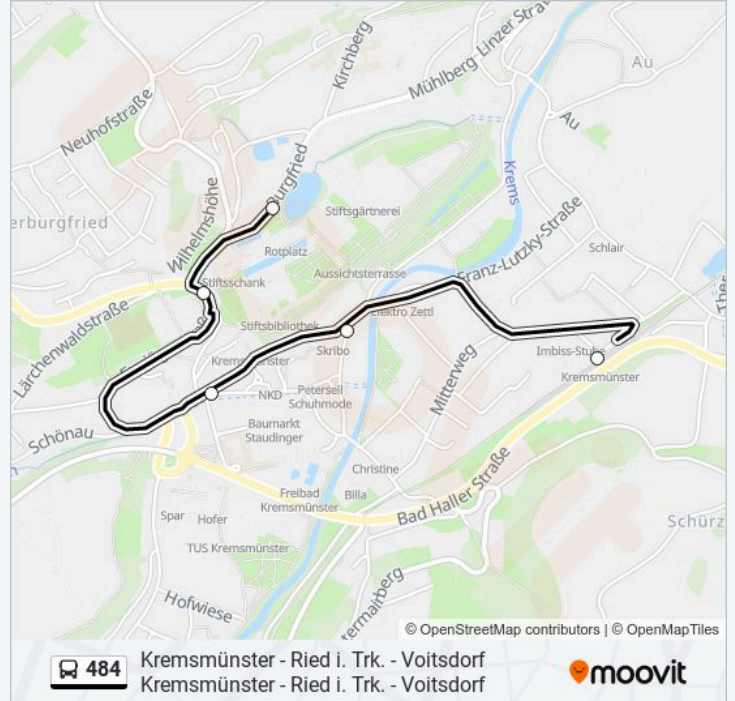 Kirchberg
Mühlberg Linzer Straß
Au
Neuhofstraße
Au
Krems
Burgfried
Stiftsgärtnerei
Wilhelmshöhe
erburgfried
Franz-Lutzky-Straße
Schlair
Rotplatz
Aussichtsterrasse
Stiftsschank
Ther
Lärchenwaldstraße
Stiftsbibliothek
Elektro Zettl
Skribo
Imbiss-Stube
Kremsmünster
Mitterweg
NKD
Peterseil
Schuhmode
Schönau
Baumarkt
Staudinger
Christine
Freibad
Kremsmünster
Billa
Bad Haller Straße
Spar
Hofer
Schürz
TUS Kremsmünster
Hofwiese
termairberg
© OpenStreetMap contributors | © OpenMapTiles
484
Kremsmünster - Ried i. Trk. - Voitsdorf
Kremsmünster - Ried i. Trk. - Voitsdorf
moovit